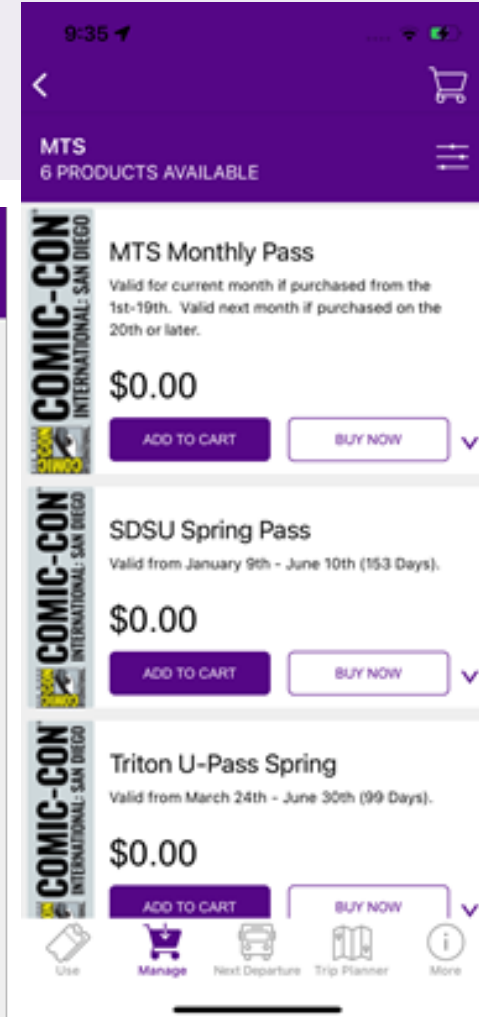 9:35
MTS
6 PRODUCTS AVAILABLE
COMIC-CON
INTERNATIONAL: SAN DIEGO
COMIC CON
MTS Monthly Pass
Valid for current month if purchased from the
1st-19th. Valid next month if purchased on the
20th or later.
$0.00
ADD TO CART
BUY NOW
COMIC-CON
INTERNATIONAL: SAN DIEGO
COMIC CON
SDSU Spring Pass
Valid from January 9th - June 10th (153 Days).
$0.00
ADD TO CART
BUY NOW
COMIC-CON
INTERNATIONAL: SAN DIEGO
Triton U-Pass Spring
Valid from March 24th - June 30th (99 Days).
$0.00
ADD TO CART
BUY NOW
Use
Manage
Next Departure
Trip Planner
More